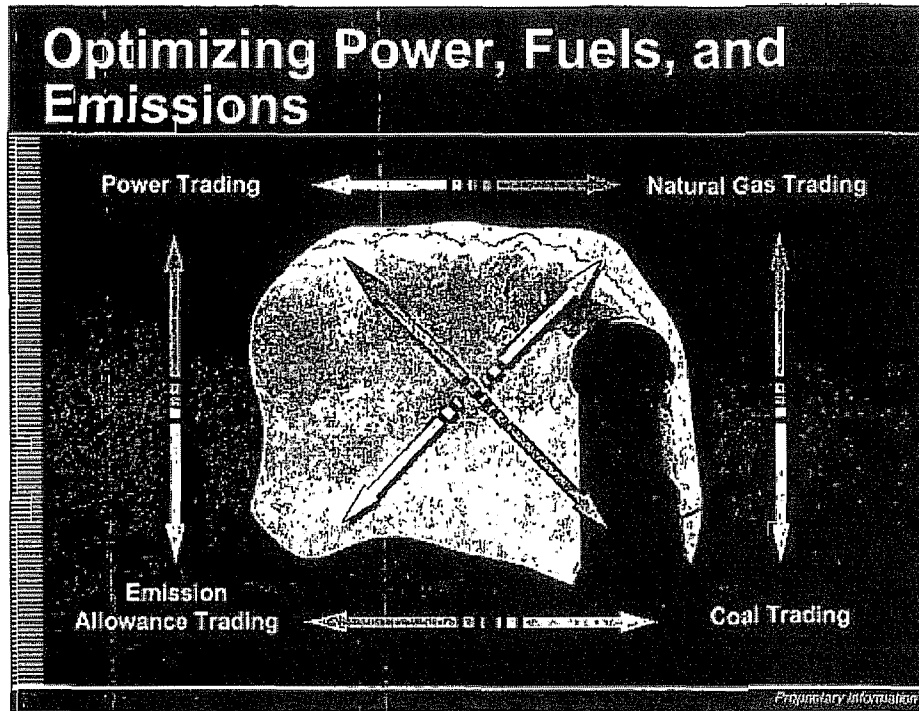 Optimizing Power, Fuels, and
Emissions
Power Trading
Natural Gas Trading
Emission
Allowance Trading
Coal Trading
Proprietary Information